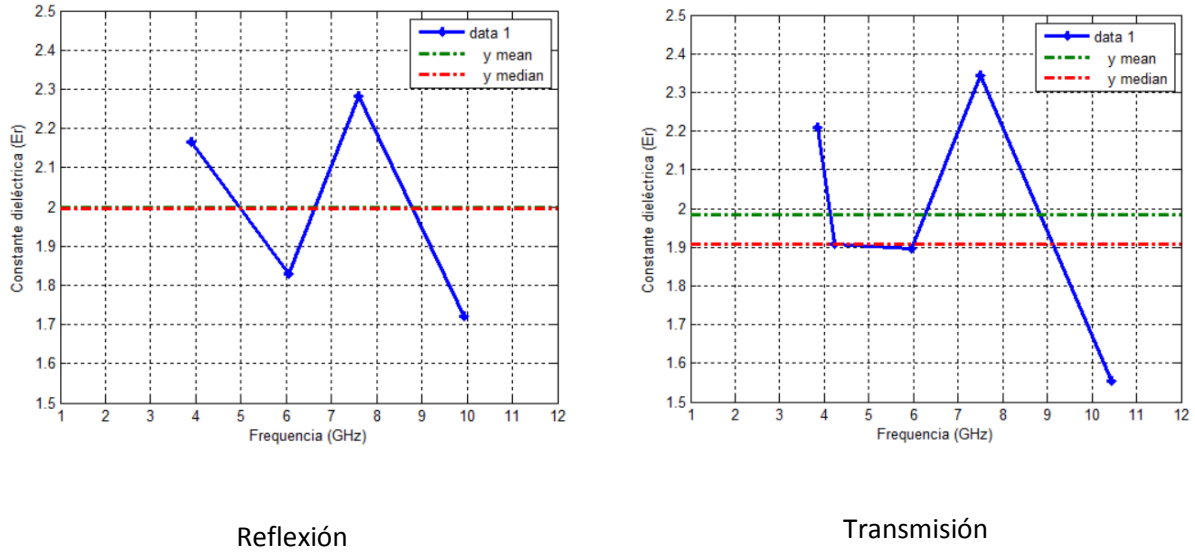 2.5
2.4
2.3
2.2
2.1
2
1.9
1.8
1.7
1.6
1.5
Constante dieléctrica (Er)
data 1
y mean
y median
1 2 3 4 5 6 7 8 9 10 11 12
Frequencia (GHz)
Reflexión
2.5
2.4
2.3
2.2
2.1
2
1.9
1.8
1.7
1.6
1.5
Constante dieléctrica (Er)
data 1
y mean
y median
1 2 3 4 5 6 7 8 9 10 11 12
Frequencia (GHz)
Transmisión